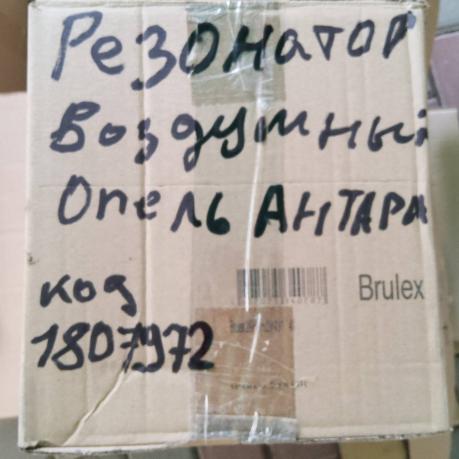 Резонатор
Воздушный
Опель АНТАРА
Brulex
код
1807972